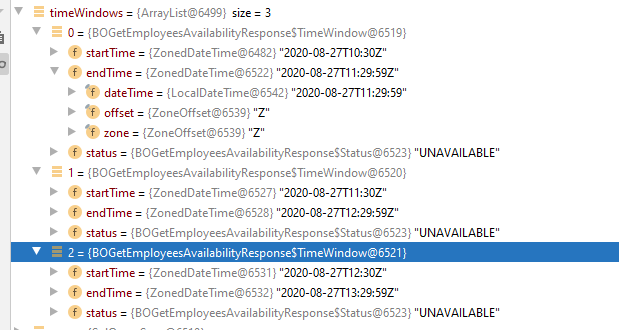 timeWindows = {ArrayList@6499} size = 3
0 = {BOGetEmployeesAvailabilityResponse$TimeWindow@6519}
startTime = {ZonedDateTime@6482} "2020-08-27T10:30Z"
endTime = {ZonedDateTime@6522} "2020-08-27T11:29:59Z"
dateTime = {LocalDateTime@6542} "2020-08-27T11:29:59"
offset = {ZoneOffset@6539} "Z"
zone = {ZoneOffset@6539} "Z"
status = {BOGetEmployeesAvailabilityResponse$Status@6523} "UNAVAILABLE"
1 = {BOGetEmployeesAvailabilityResponse$TimeWindow@6520}
startTime = {ZonedDateTime@6527} "2020-08-27T11:30Z"
endTime = {ZonedDateTime@6528} "2020-08-27T12:29:59Z"
status = {BOGetEmployeesAvailabilityResponse$Status@6523} "UNAVAILABLE"
2 = {BOGetEmployeesAvailabilityResponse$TimeWindow@6521}
startTime = {ZonedDateTime@6531} "2020-08-27T12:30Z"
endTime = {ZonedDateTime@6532} "2020-08-27T13:29:59Z"
status = {BOGetEmployeesAvailabilityResponse$Status@6523} "UNAVAILABLE"